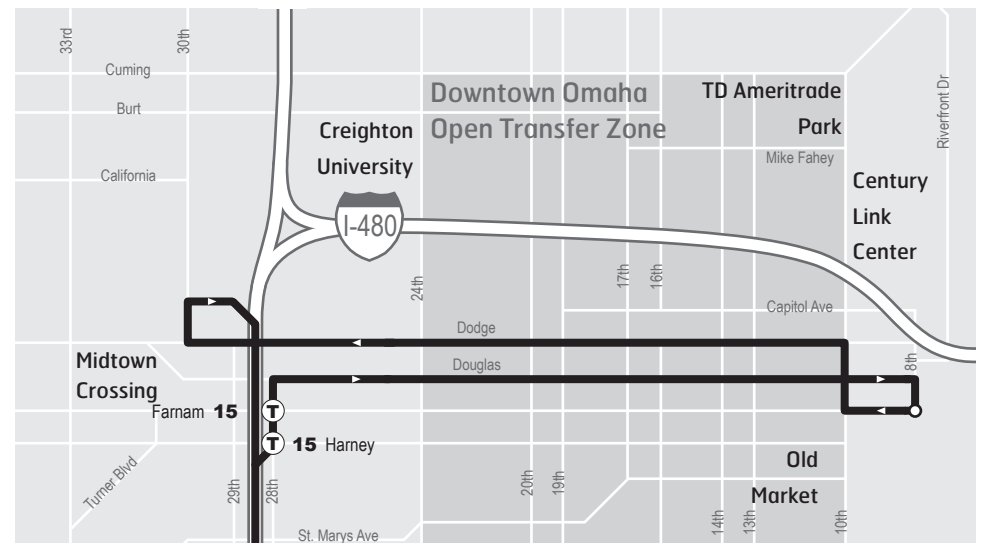 33rd
30th
Cuming
Burt
California
Creighton
University
Downtown Omaha
Open Transfer Zone
TD Ameritrade
Park
Mike Fahey
Riverfront Dr
Century
Link
Center
I-480
24th
17th
16th
Capitol Ave
8th
Dodge
Douglas
Midtown
Crossing
Farnam 15 T
T 15 Harney
Turner Blvd
29th
28th
St. Marys Ave
20th
19th
Old
Market
14th
13th
10th